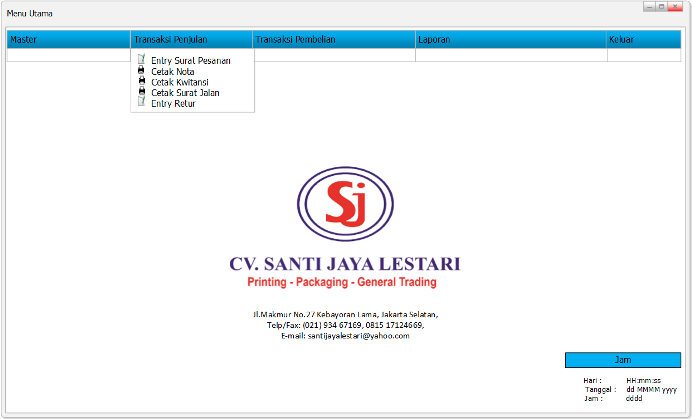 Menu Utama
Master Transaksi Penjulan Transaksi Pembelian Laporan Keluar
Entry Surat Pesanan
Cetak Nota
Cetak Kwitansi
Cetak Surat Jalan
Entry Retur
Sj
CV. SANTI JAYA LESTARI
Printing - Packaging - General Trading
Jl.Makmur No.27 Kebayoran Lama, Jakarta Selatan,
Telp/Fax: (021) 934 67169, 0815 17124669,
E-mail: santijayalestari@yahoo.com
Jam
Hari : HH:mm:ss
Tanggal : dd MMMM yyyy
Jam : dddd